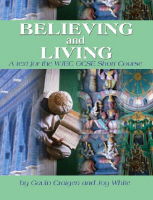 BELIEVING
and
LIVING
A text for the WJEC GCSE Short Course
by Gavin Craigen and Joy White